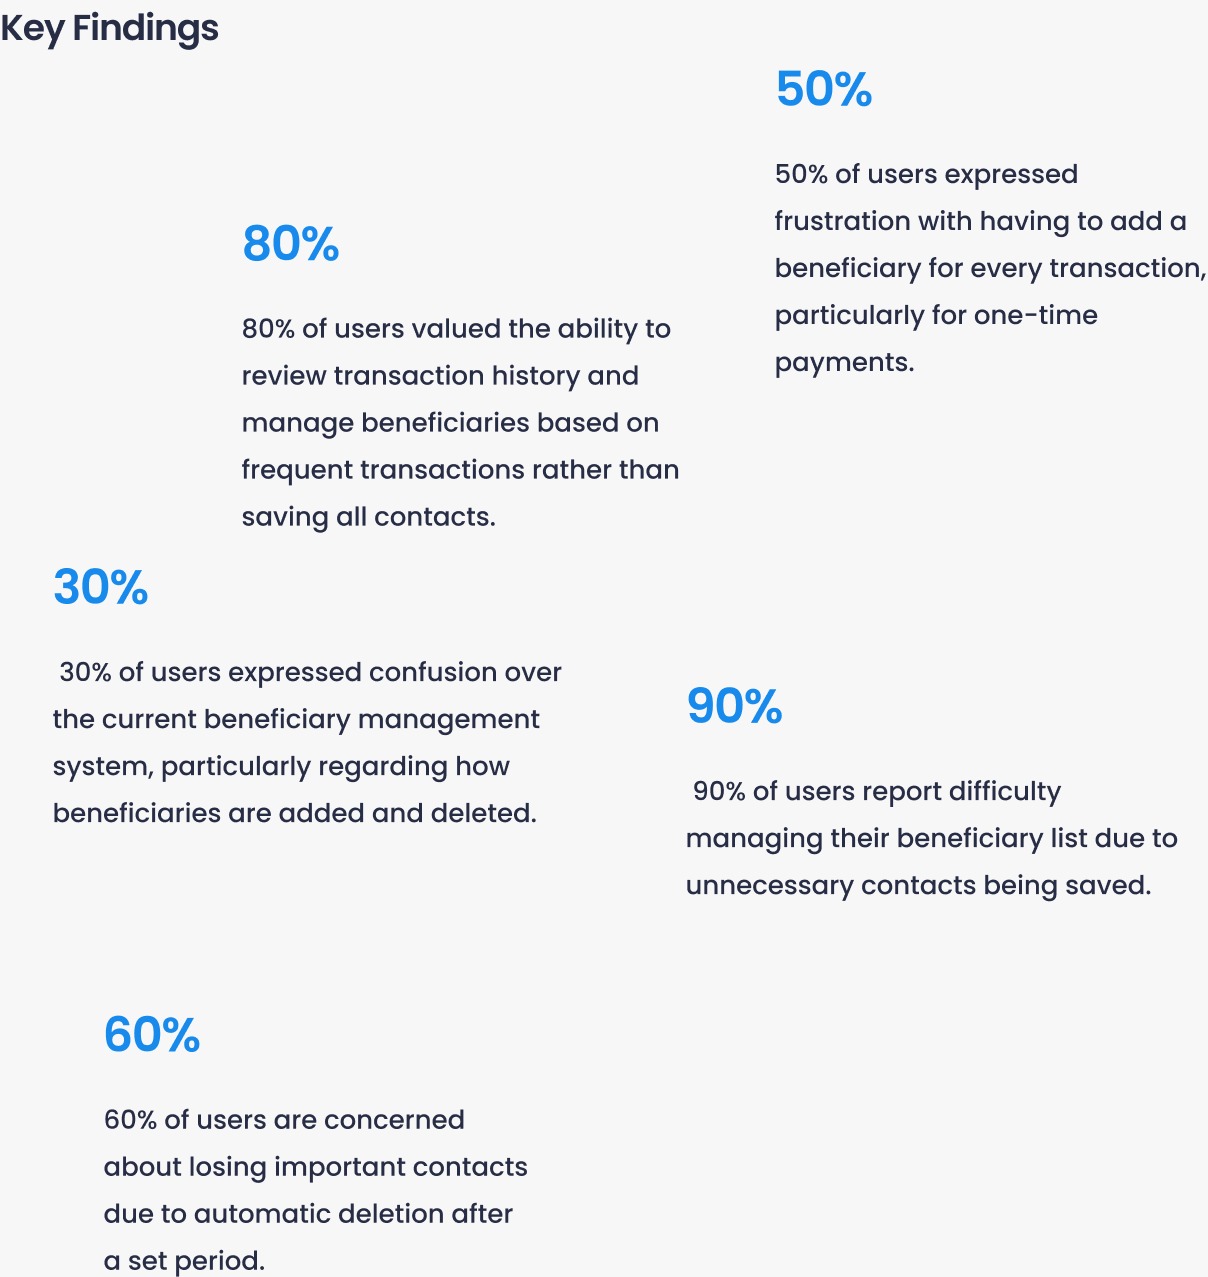 Key Findings
50%
50% of users expressed
frustration with having to add a
beneficiary for every transaction,
particularly for one-time
payments.
80%
80% of users valued the ability to
review transaction history and
manage beneficiaries based on
frequent transactions rather than
saving all contacts.
30%
30% of users expressed confusion over
the current beneficiary management
system, particularly regarding how
beneficiaries are added and deleted.
90%
90% of users report difficulty
managing their beneficiary list due to
unnecessary contacts being saved.
60%
60% of users are concerned
about losing important contacts
due to automatic deletion after
a set period.